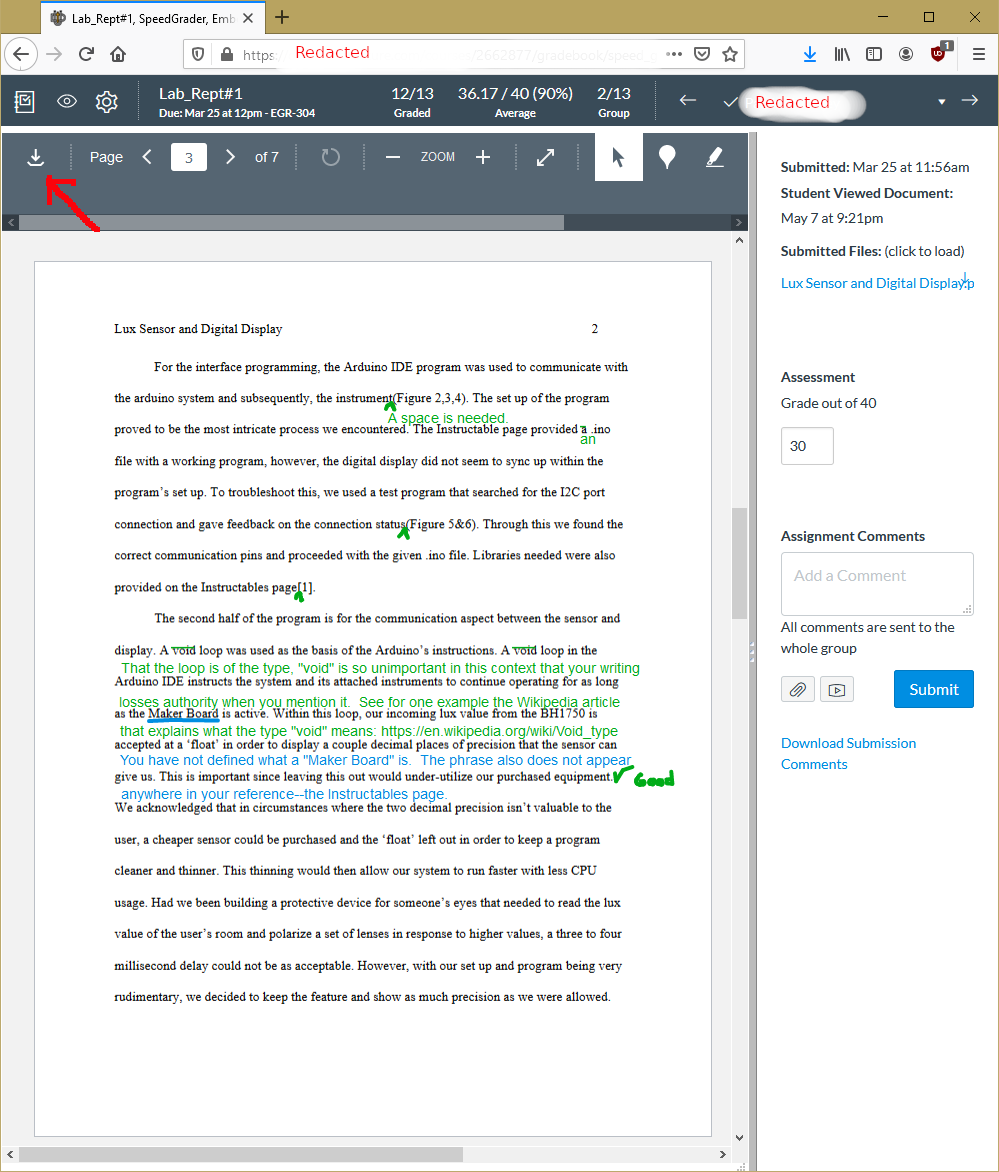 Lab_Rept#1, SpeedGrader, Emb
https:
Redacted
/2662877/gradebook/speed_g
1
Lab_Rept#1
Due: Mar 25 at 12pm - EGR-304
12/13
Graded
36.17 / 40 (90%)
Average
2/13
Group
Redacted
Page
3
of 7
ZOOM
Lux Sensor and Digital Display 2
For the interface programming, the Arduino IDE program was used to communicate with
the arduino system and subsequently, the instrument(Figure 2,3,4). The set up of the program
A space is needed.
proved to be the most intricate process we encountered. The Instructable page provided a .ino
an
file with a working program, however, the digital display did not seem to sync up within the
program’s set up. To troubleshoot this, we used a test program that searched for the I2C port
connection and gave feedback on the connection status(Figure 5&6). Through this we found the
correct communication pins and proceeded with the given .ino file. Libraries needed were also
provided on the Instructables page[1].
The second half of the program is for the communication aspect between the sensor and
display. A void loop was used as the basis of the Arduino’s instructions. A void loop in the
That the loop is of the type, "void" is so unimportant in this context that your writing
Arduino IDE instructs the system and its attached instruments to continue operating for as long
losses authority when you mention it. See for one example the Wikipedia article
as the Maker Board is active. Within this loop, our incoming lux value from the BH1750 is
that explains what the type "void" means: https://en.wikipedia.org/wiki/Void_type
accepted at a ‘float’ in order to display a couple decimal places of precision that the sensor can
You have not defined what a "Maker Board" is. The phrase also does not appear
give us. This is important since leaving this out would under-utilize our purchased equipment.
Good
anywhere in your reference--the Instructables page.
We acknowledged that in circumstances where the two decimal precision isn’t valuable to the
user, a cheaper sensor could be purchased and the ‘float’ left out in order to keep a program
cleaner and thinner. This thinning would then allow our system to run faster with less CPU
usage. Had we been building a protective device for someone’s eyes that needed to read the lux
value of the user’s room and polarize a set of lenses in response to higher values, a three to four
millisecond delay could not be as acceptable. However, with our set up and program being very
rudimentary, we decided to keep the feature and show as much precision as we were allowed.
Submitted: Mar 25 at 11:56am
Student Viewed Document:
May 7 at 9:21pm
Submitted Files: (click to load)
Lux Sensor and Digital Display.p
Assessment
Grade out of 40
30
Assignment Comments
Add a Comment
All comments are sent to the
whole group
Submit
Download Submission
Comments